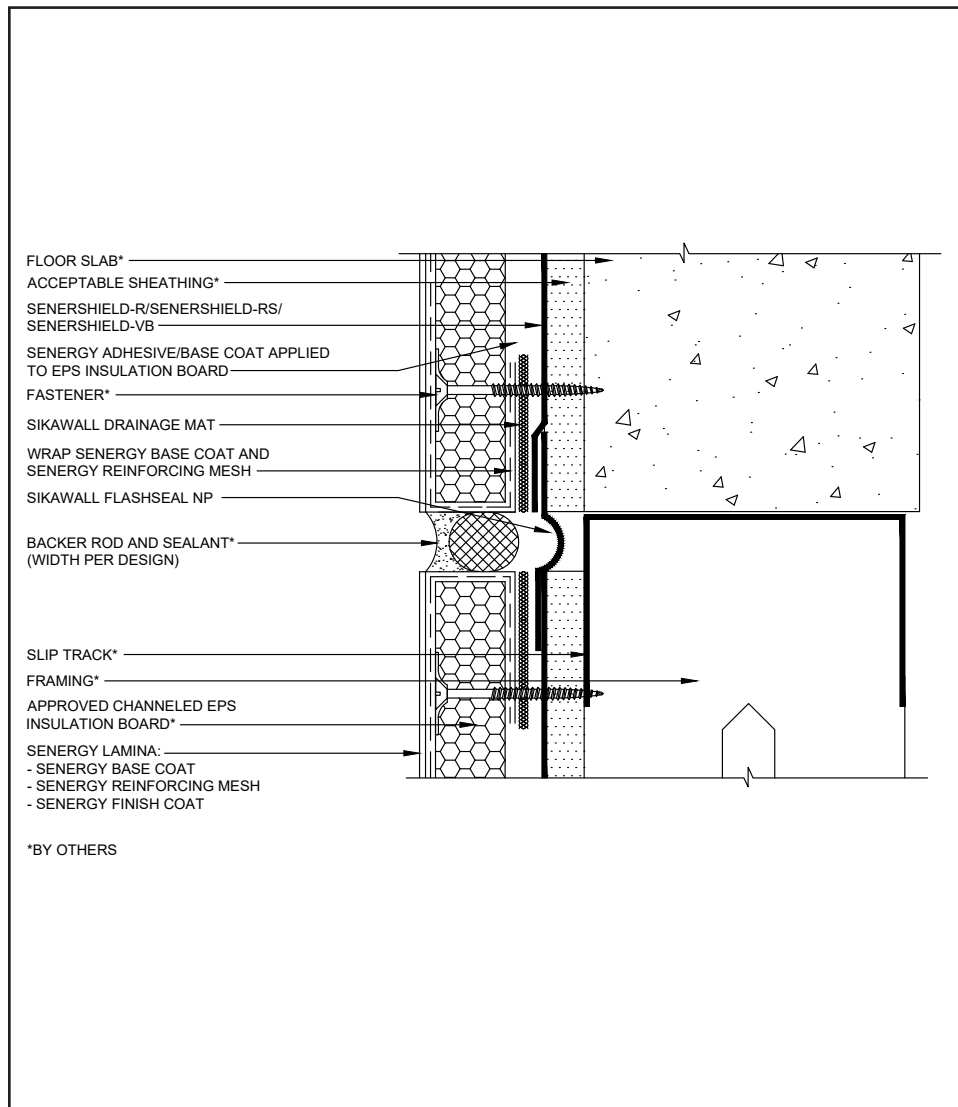 FLOOR SLAB*
ACCEPTABLE SHEATHING*
SENERSHIELD-R/SENERSHIELD-RS/
SENERSHIELD-VB
SENERGY ADHESIVE/BASE COAT APPLIED
TO EPS INSULATION BOARD
FASTENER*
SIKAWALL DRAINAGE MAT
WRAP SENERGY BASE COAT AND
SENERGY REINFORCING MESH
SIKAWALL FLASHSEAL NP
BACKER ROD AND SEALANT*
(WIDTH PER DESIGN)
SLIP TRACK*
FRAMING*
APPROVED CHANNELED EPS
INSULATION BOARD*
SENERGY LAMINA:
- SENERGY BASE COAT
- SENERGY REINFORCING MESH
- SENERGY FINISH COAT
*BY OTHERS